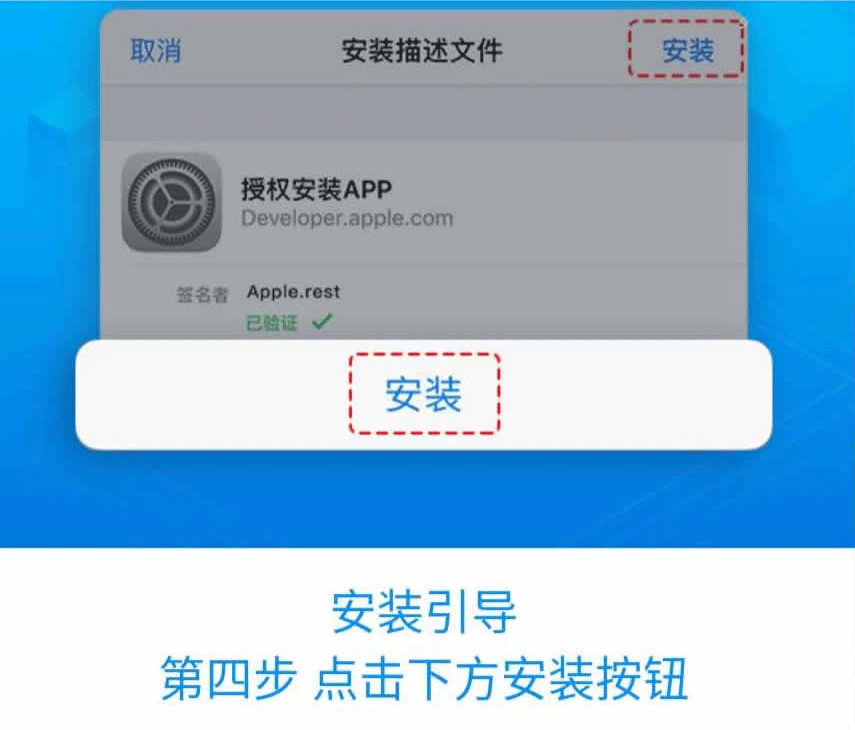 取消 安装描述文件 安装
授权安装APP
Developer.apple.com
签名者 Apple.rest
已验证
安装
安装引导
第四步 点击下方安装按钮